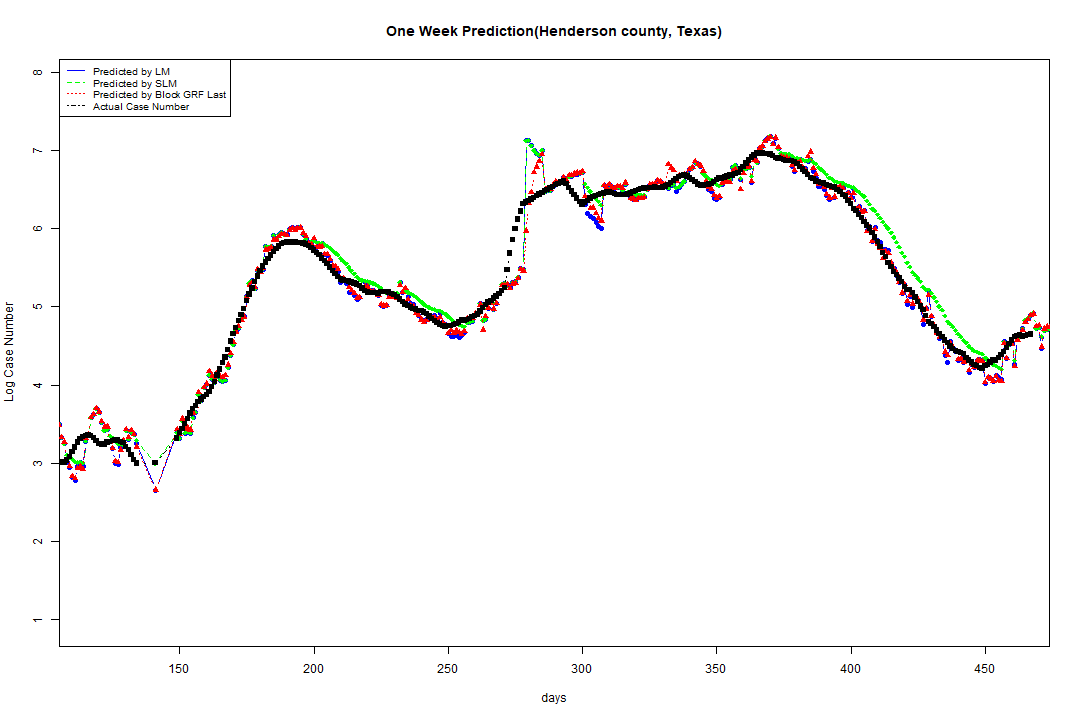 One Week Prediction(Henderson county, Texas)
Predicted by LM
Predicted by SLM
Predicted by Block GRF Last
Actual Case Number
8
7
6
5
4
3
2
1
Log Case Number
150 200 250 300 350 400 450
days